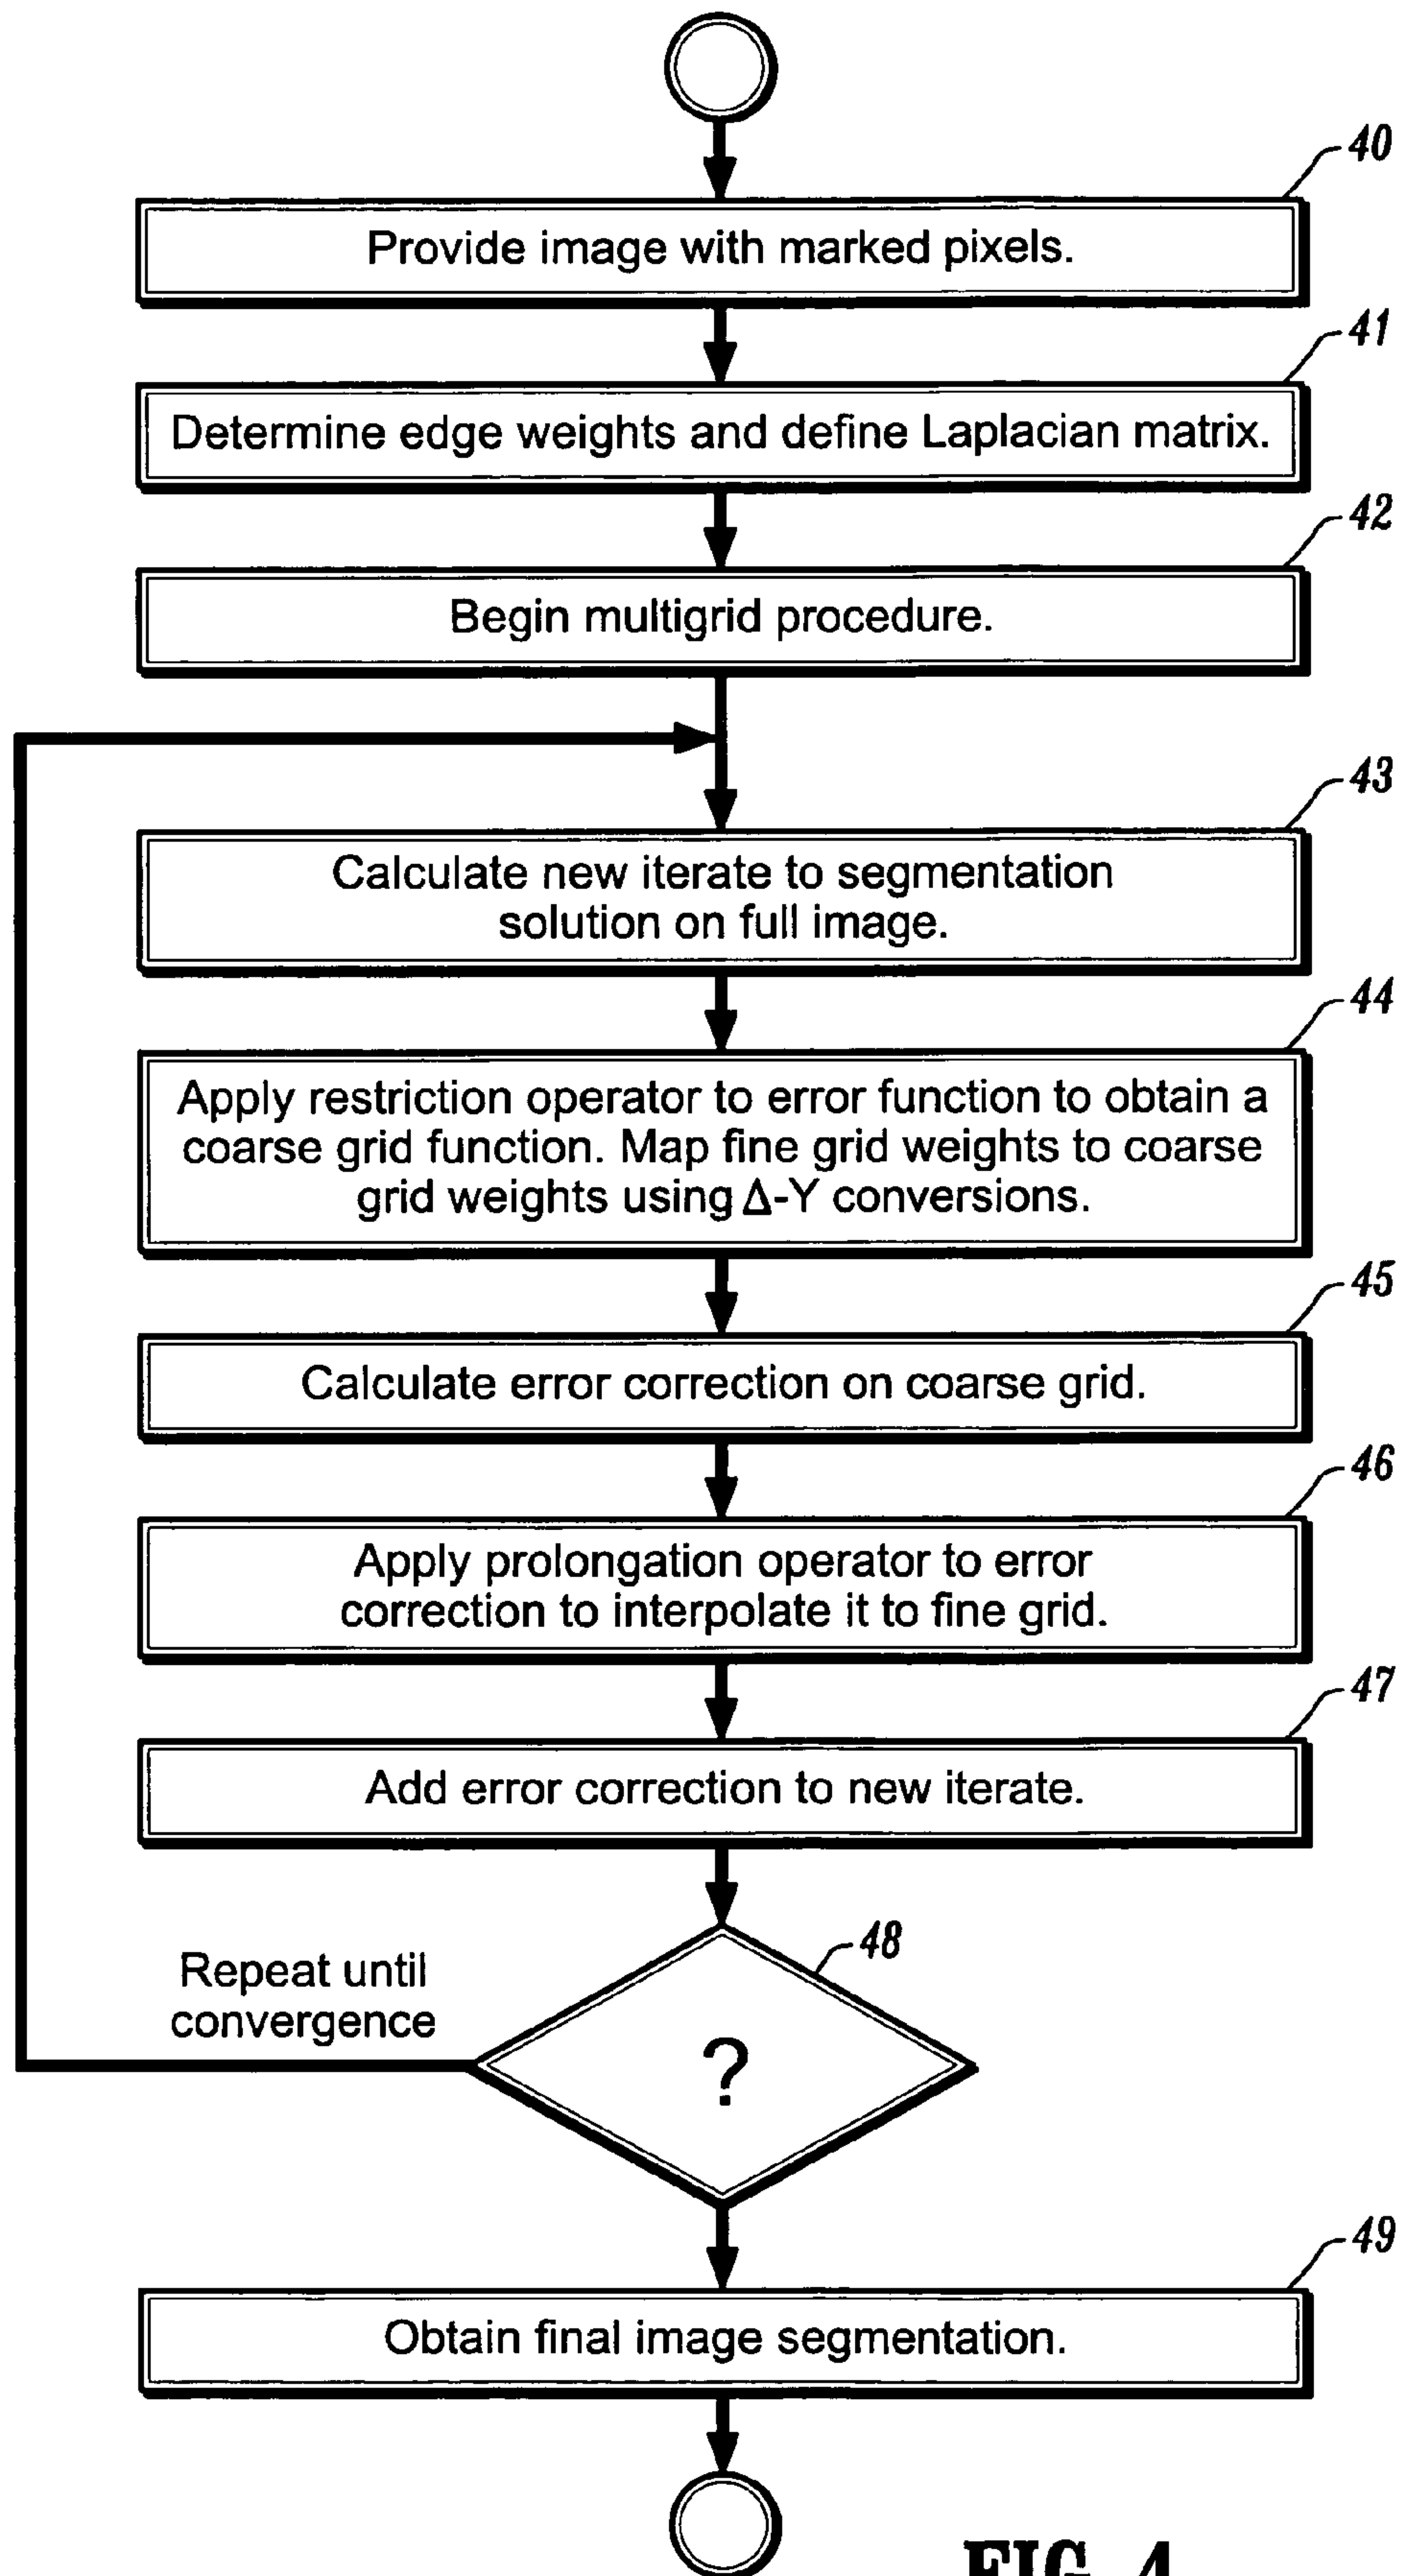 40
Provide image with marked pixels.
41
Determine edge weights and define Laplacian matrix.
42
Begin multigrid procedure.
43
Calculate new iterate to segmentation
solution on full image.
44
Apply restriction operator to error function to obtain a
coarse grid function. Map fine grid weights to coarse
grid weights using Δ-Y conversions.
45
Calculate error correction on coarse grid.
46
Apply prolongation operator to error
correction to interpolate it to fine grid.
47
Add error correction to new iterate.
48
Repeat until
convergence
?
49
Obtain final image segmentation.
FIG. 4